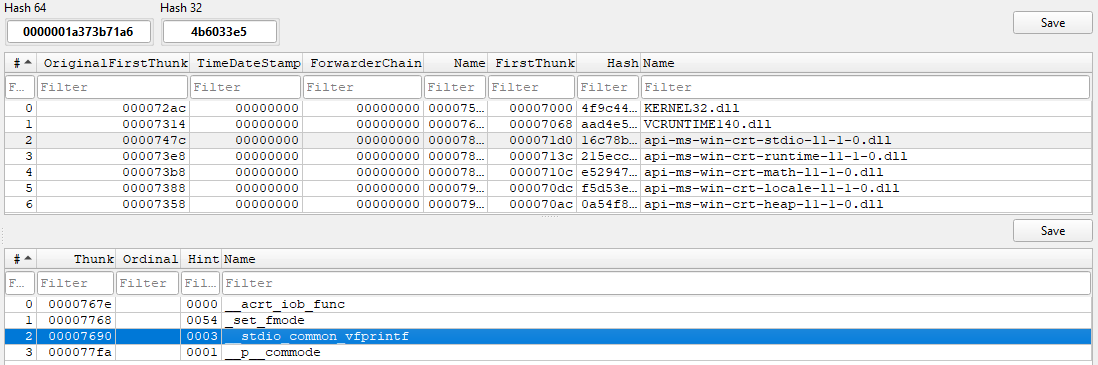 Hash 64 Hash 32
0000001a373b71a6 4b6033e5 Save
# OriginalFirstThunk TimeDateStamp ForwarderChain Name FirstThunk Hash Name
F... Filter Filter Filter Filter Filter Filter Filter
0 000072ac 00000000 00000000 000075... 00007000 4f9c44... KERNEL32.dll
1 00007314 00000000 00000000 000076... 00007068 aad4e5... VCRUNTIME140.dll
2 0000747c 00000000 00000000 000078... 000071d0 16c78b... api-ms-win-crt-stdio-l1-1-0.dll
3 000073e8 00000000 00000000 000078... 0000713c 215ecc... api-ms-win-crt-runtime-l1-1-0.dll
4 000073b8 00000000 00000000 000078... 0000710c e52947... api-ms-win-crt-math-l1-1-0.dll
5 00007388 00000000 00000000 000079... 000070dc f5d53e... api-ms-win-crt-locale-l1-1-0.dll
6 00007358 00000000 00000000 000079... 000070ac 0a54f8... api-ms-win-crt-heap-l1-1-0.dll
Save
# Thunk Ordinal Hint Name
F... Filter Filter Fil... Filter
0 0000767e 0000 __acrt_iob_func
1 00007768 0054 _set_fmode
2 00007690 0003 __stdio_common_vfprintf
3 000077fa 0001 __p__commode